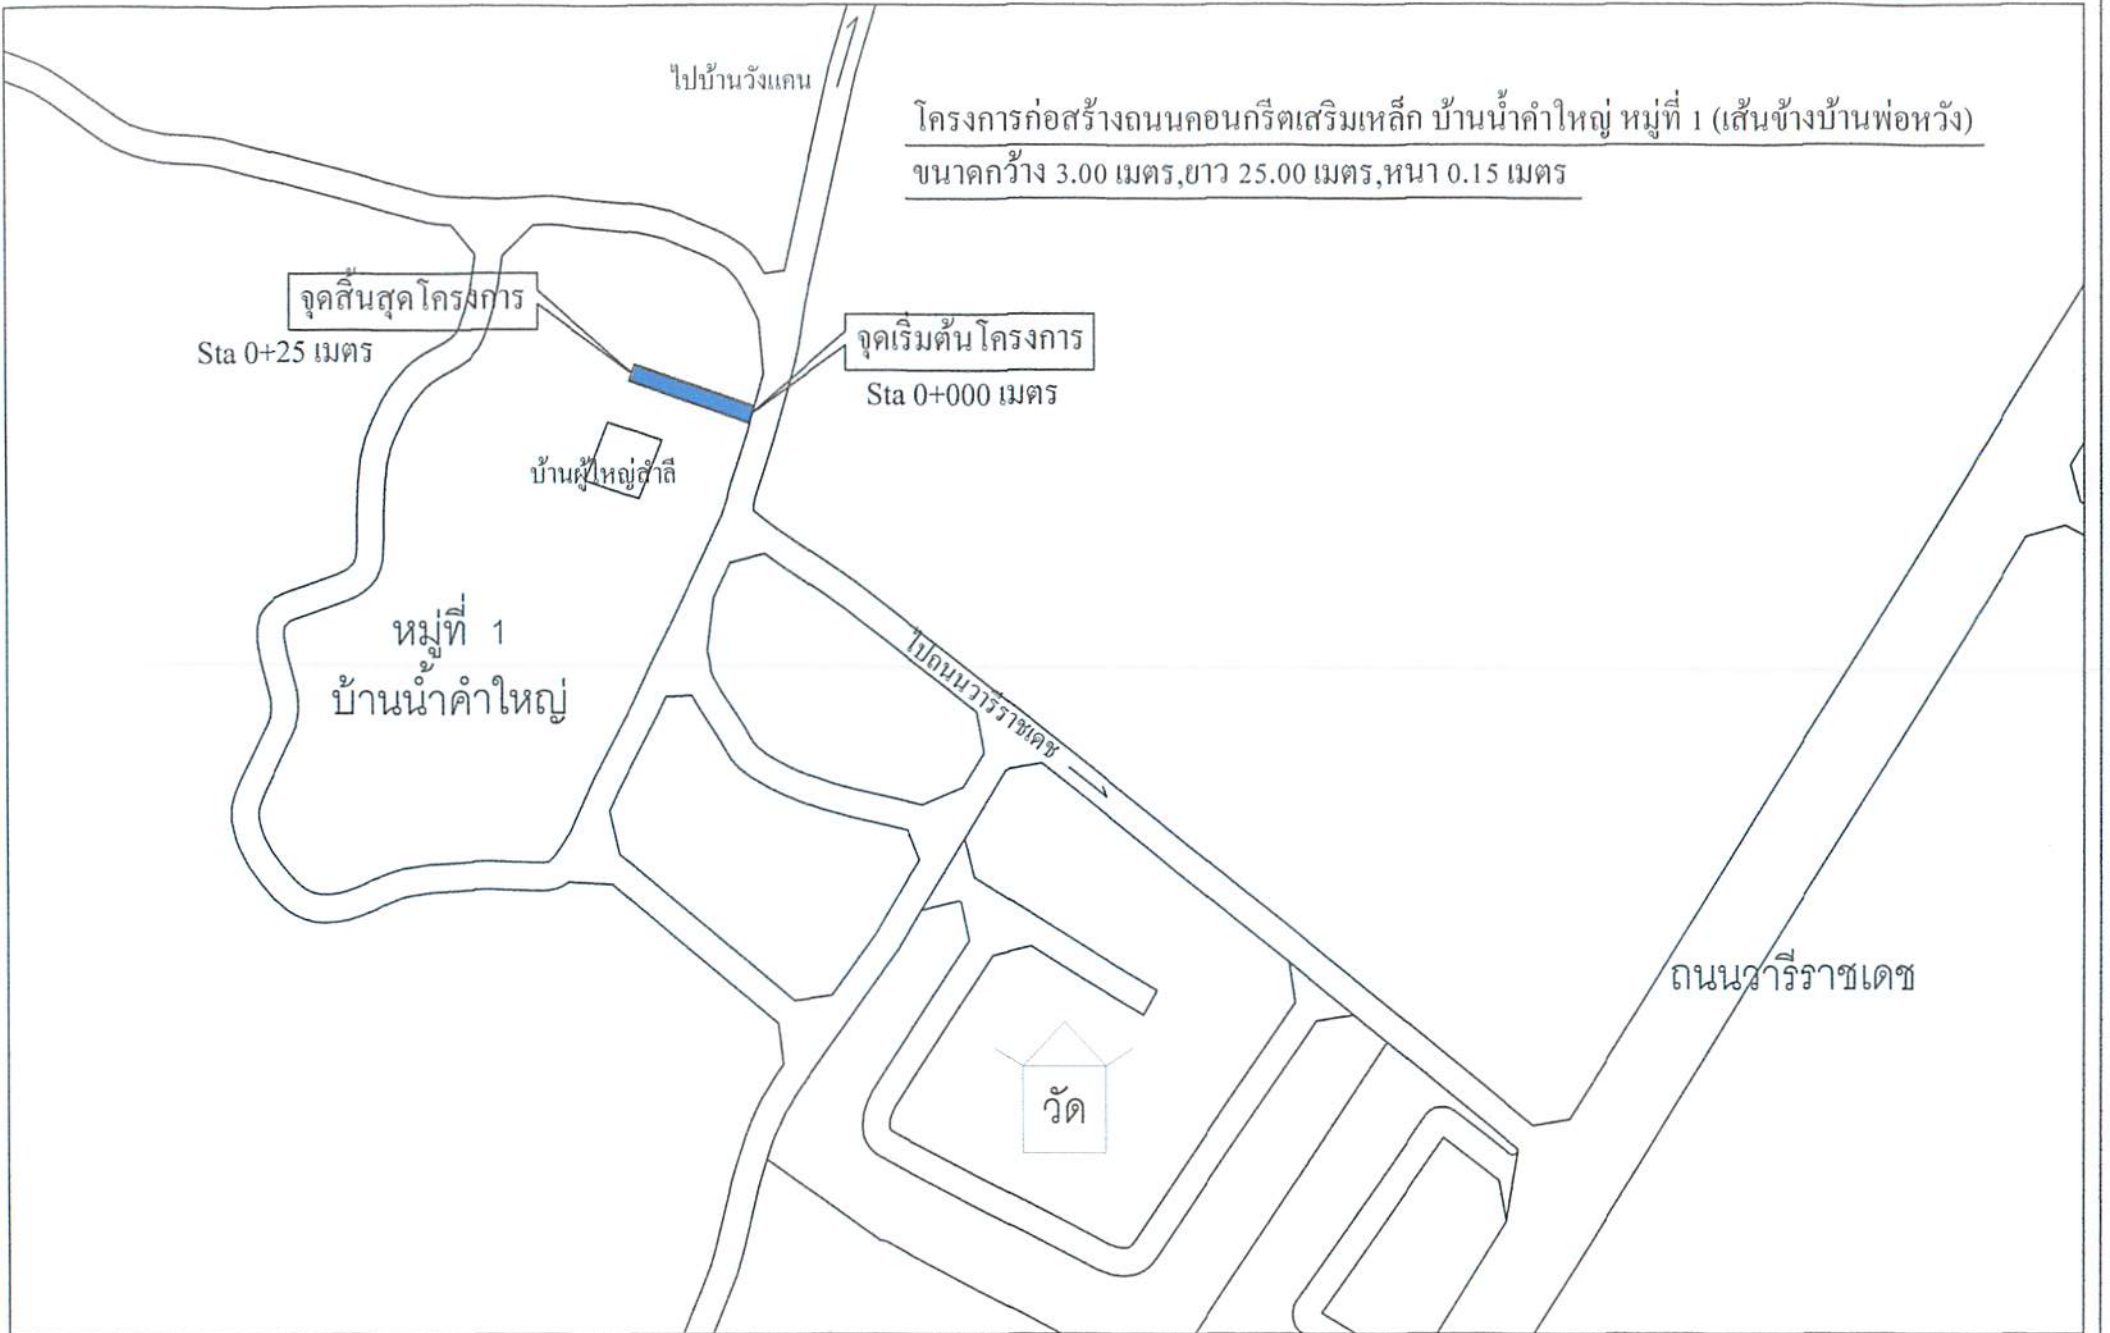 ไปบ้านวังแคน
โครงการก่อสร้างถนนคอนกรีตเสริมเหล็ก บ้านน้ำคำใหญ่ หมู่ที่ 1 (เส้นข้างบ้านพ่อหวัง)
ขนาดกว้าง 3.00 เมตร,ยาว 25.00 เมตร,หนา 0.15 เมตร
จุดสิ้นสุดโครงการ
Sta 0+25 เมตร
จุดเริ่มต้นโครงการ
Sta 0+000 เมตร
บ้านผู้ใหญ่สำลี
หมู่ที่ 1
บ้านน้ำคำใหญ่
ไปถนนวารีราชเดช
ถนนวารีราชเดช
วัด